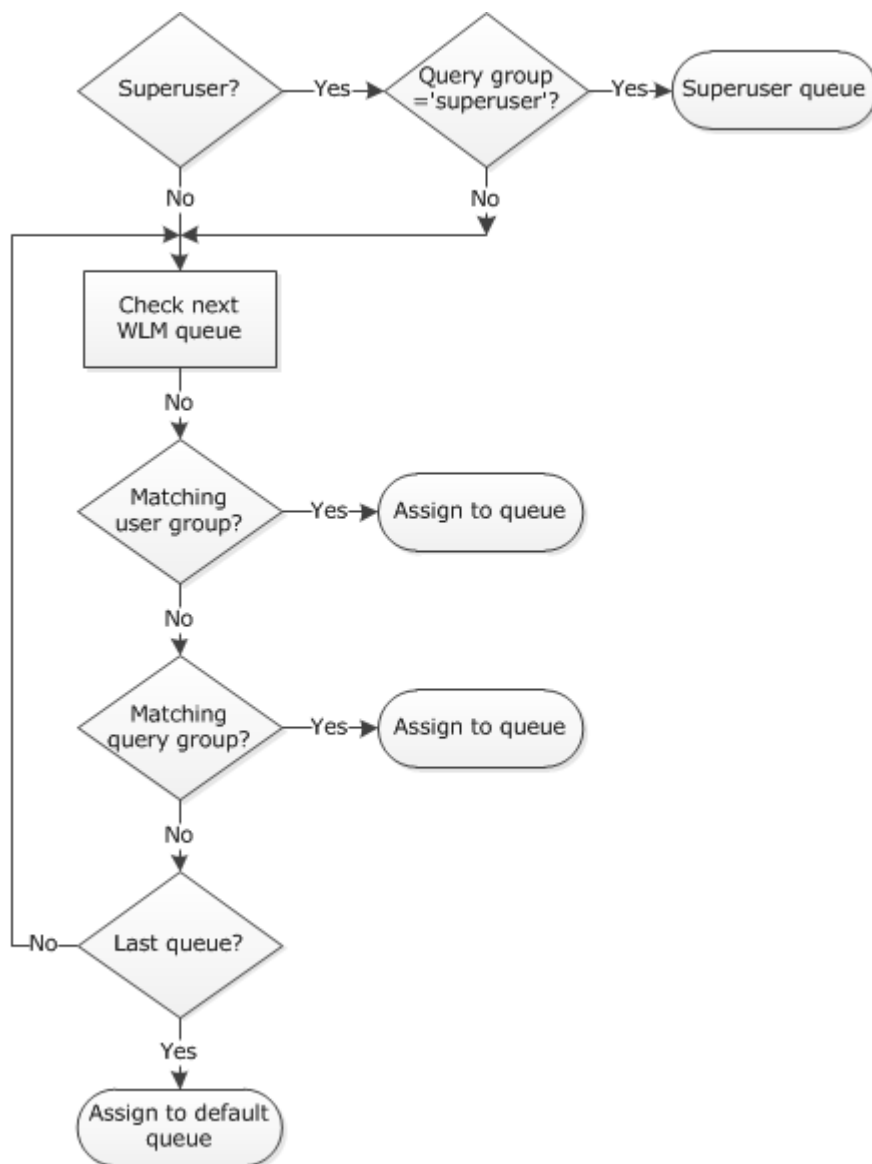 Superuser?
Yes
Query group
='superuser'?
Yes
Superuser queue
No
No
Check next
WLM queue
No
Matching
user group?
Yes
Assign to queue
No
Matching
query group?
Yes
Assign to queue
No
Last queue?
No
Yes
Assign to default
queue